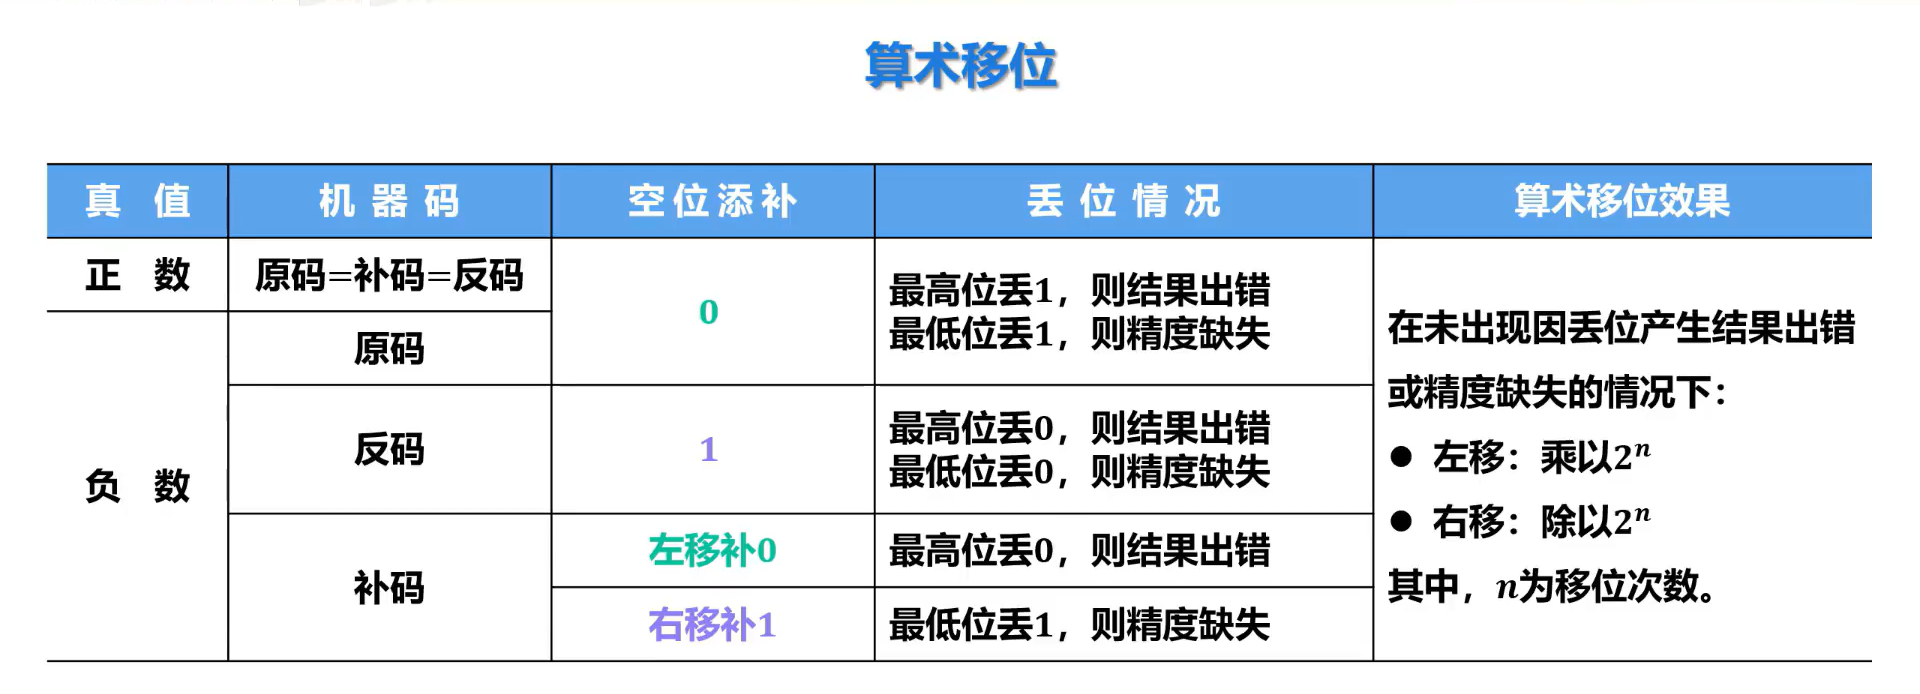 算术移位
真 值
机 器 码
空位添补
丢 位 情 况
算术移位效果
正 数
原码=补码=反码
0
最高位丢1，则结果出错
最低位丢1，则精度缺失
负 数
原码
反码
1
最高位丢0，则结果出错
最低位丢0，则精度缺失
补码
左移补0
最高位丢0，则结果出错
右移补1
最低位丢1，则精度缺失
在未出现因丢位产生结果出错
或精度缺失的情况下：
● 左移：乘以2ⁿ
● 右移：除以2ⁿ
其中，n为移位次数。